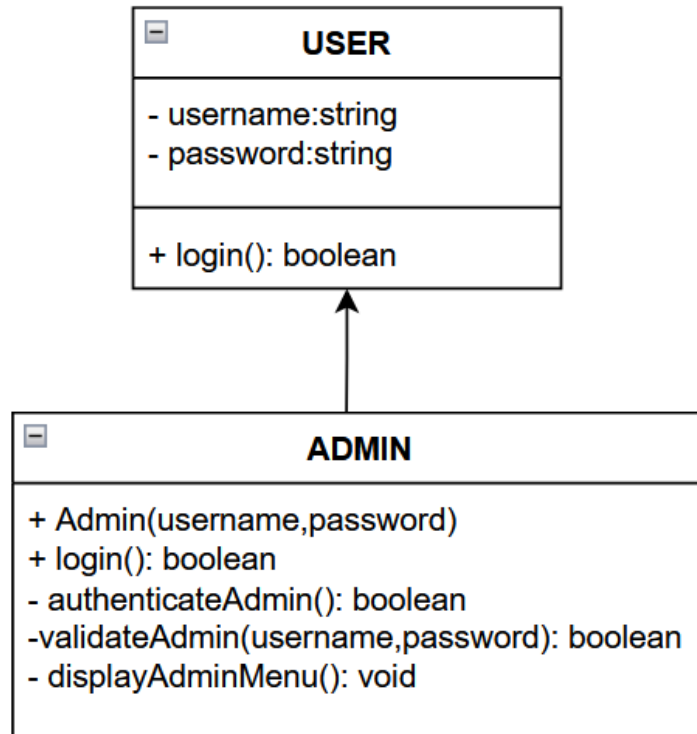 USER
- username:string
- password:string
+ login(): boolean
ADMIN
+ Admin(username,password)
+ login(): boolean
- authenticateAdmin(): boolean
-validateAdmin(username,password): boolean
- displayAdminMenu(): void